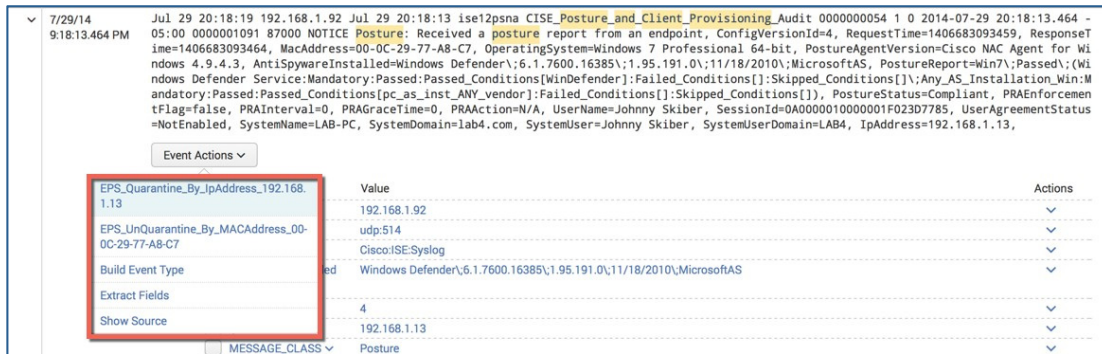 7/29/14
9:18:13.464 PM
Jul 29 20:18:19 192.168.1.92 Jul 29 20:18:13 ise12psna CISE_Posture_and_Client_Provisioning_Audit 0000000054 1 0 2014-07-29 20:18:13.464 -
05:00 0000001091 87000 NOTICE Posture: Received a posture report from an endpoint, ConfigVersionId=4, RequestTime=1406683093459, ResponseT
ime=1406683093464, MacAddress=00-0C-29-77-A8-C7, OperatingSystem=Windows 7 Professional 64-bit, PostureAgentVersion=Cisco NAC Agent for Wi
ndows 4.9.4.3, AntiSpywareInstalled=Windows Defender\;6.1.7600.16385\;1.95.191.0\;11/18/2010\;MicrosoftAS, PostureReport=Win7\;Passed\;(Wi
ndows Defender Service:Mandatory:Passed:Passed_Conditions[WinDefender]:Failed_Conditions[]:Skipped_Conditions[]\;Any_AS_Installation_Win:M
andatory:Passed:Passed_Conditions[pc_as_inst_ANY_vendor]:Failed_Conditions[]:Skipped_Conditions[]), PostureStatus=Compliant, PRAEnforcemen
tFlag=false, PRAInterval=0, PRAGraceTime=0, PRAAction=N/A, UserName=Johnny Skiber, SessionId=0A0000010000001F023D7785, UserAgreementStatus
=NotEnabled, SystemName=LAB-PC, SystemDomain=lab4.com, SystemUser=Johnny Skiber, SystemUserDomain=LAB4, IpAddress=192.168.1.13,
Event Actions
EPS_Quarantine_By_IpAddress_192.168.
1.13
EPS_UnQuarantine_By_MACAddress_00-
0C-29-77-A8-C7
Build Event Type
Extract Fields
Show Source
Value Actions
192.168.1.92
udp:514
Cisco:ISE:Syslog
ed Windows Defender\;6.1.7600.16385\;1.95.191.0\;11/18/2010\;MicrosoftAS
4
192.168.1.13
MESSAGE_CLASS Posture